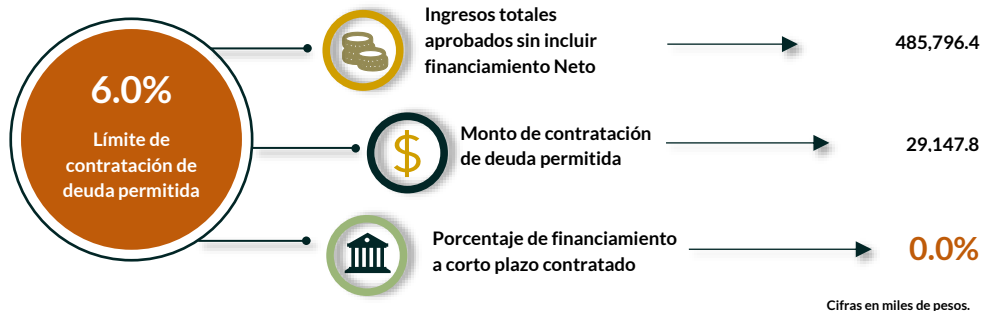 6.0%
Límite de
contratación de
deuda permitida
Ingresos totales
aprobados sin incluir
financiamiento Neto
485,796.4
$
Monto de contratación
de deuda permitida
29,147.8
Porcentaje de financiamiento
a corto plazo contratado
0.0%
Cifras en miles de pesos.